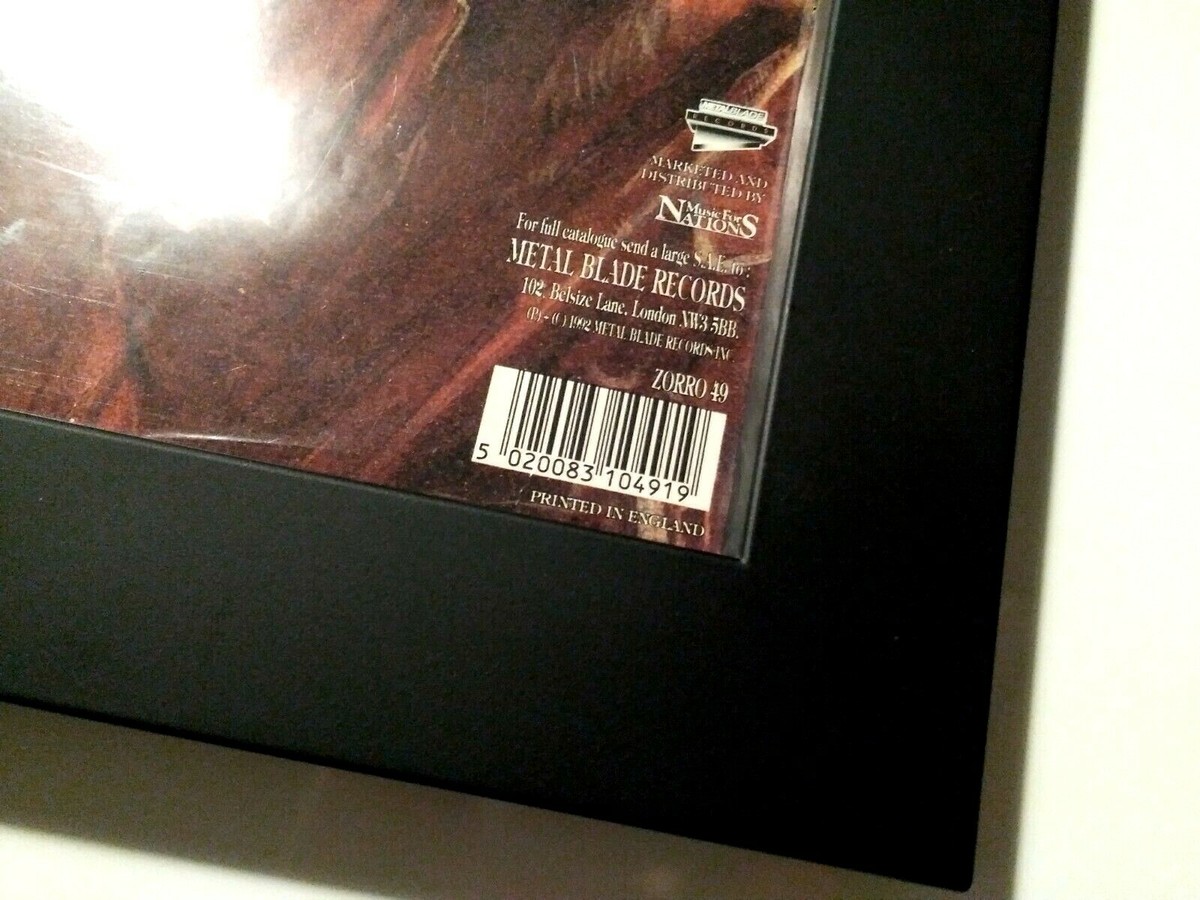 METAL BLADE
RECORDS
MARKETED AND
DISTRIBUTED BY
Music For
NATIONS
For full catalogue send a large S.A.E. to :
METAL BLADE RECORDS
102, Belsize Lane, London NW3 5BB.
(P) - (C) 1992 METAL BLADE RECORDS INC.
ZORRO 49
5 020083 104919
PRINTED IN ENGLAND